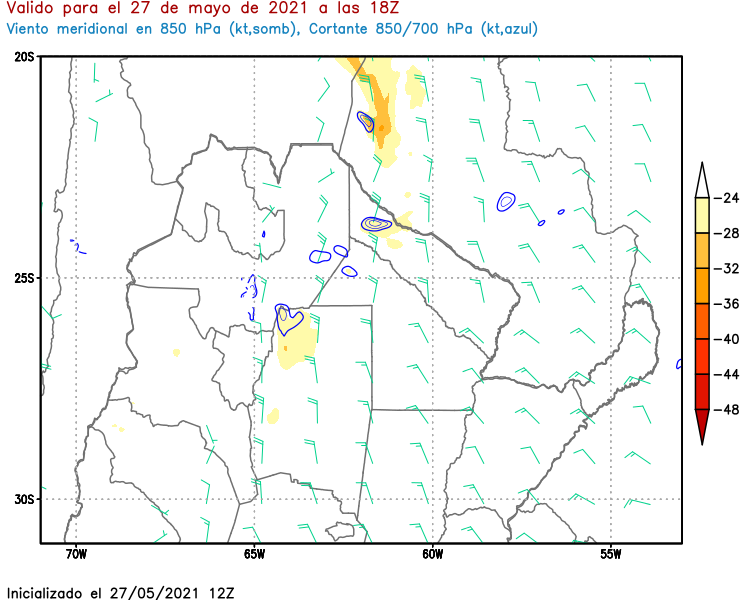 Valido para el 27 de mayo de 2021 a las 18Z
Viento meridional en 850 hPa (kt,somb), Cortante 850/700 hPa (kt,azul)
20S
25S
30S
70W
65W
60W
55W
-24
-28
-32
-36
-40
-44
-48
Inicializado el 27/05/2021 12Z